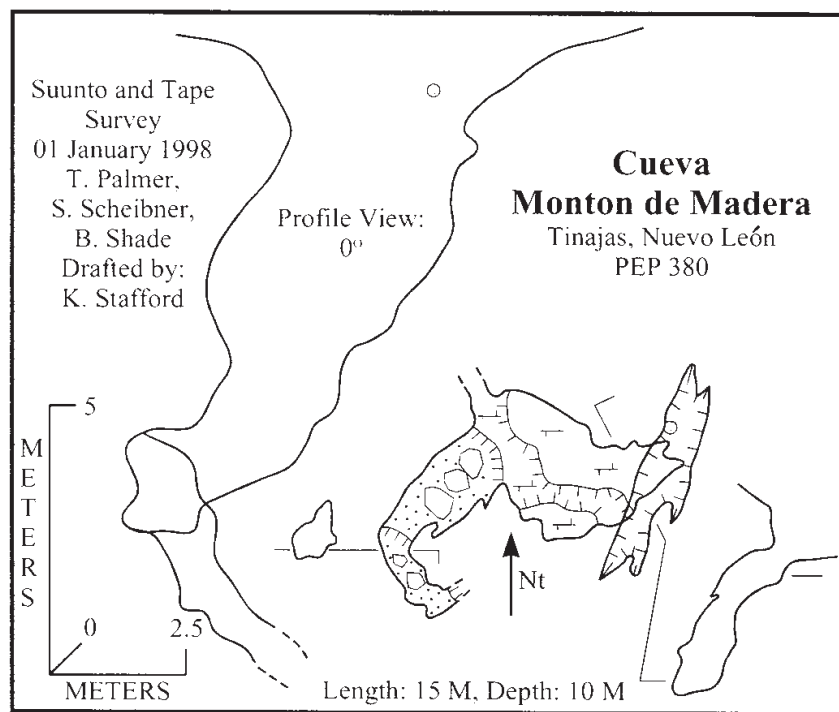 Suunto and Tape
Survey
01 January 1998
T. Palmer,
S. Scheibner,
B. Shade
Drafted by:
K. Stafford
Profile View:
0º
Cueva
Monton de Madera
Tinajas, Nuevo León
PEP 380
5
METERS
0
2.5
METERS
Nt
Length: 15 M, Depth: 10 M